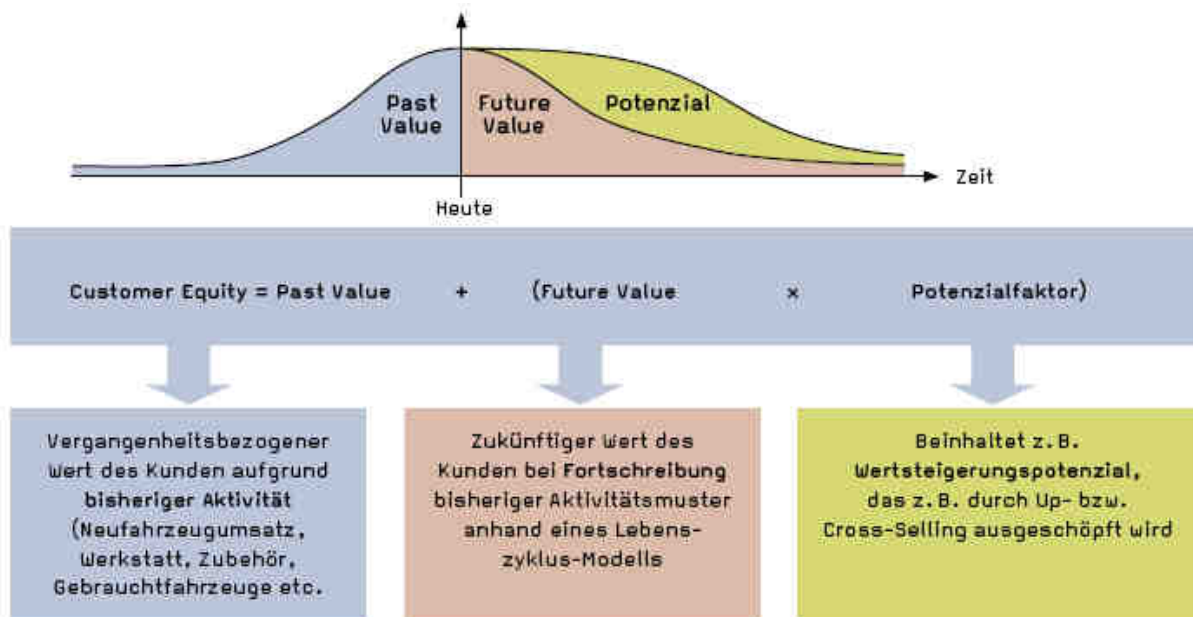 Past
Value
Future
Value
Potenzial
Zeit
Heute
Customer Equity = Past Value + (Future Value × Potenzialfaktor)
Vergangenheitsbezogener
Wert des Kunden aufgrund
bisheriger Aktivität
(Neufahrzeugumsatz,
Werkstatt, Zubehör,
Gebrauchtfahrzeuge etc.
Zukünftiger Wert des
Kunden bei Fortschreibung
bisheriger Aktivitätsmuster
anhand eines Lebens-
zyklus-Modells
Beinhaltet z.B.
Wertsteigerungspotenzial,
das z.B. durch Up- bzw.
Cross-Selling ausgeschöpft wird